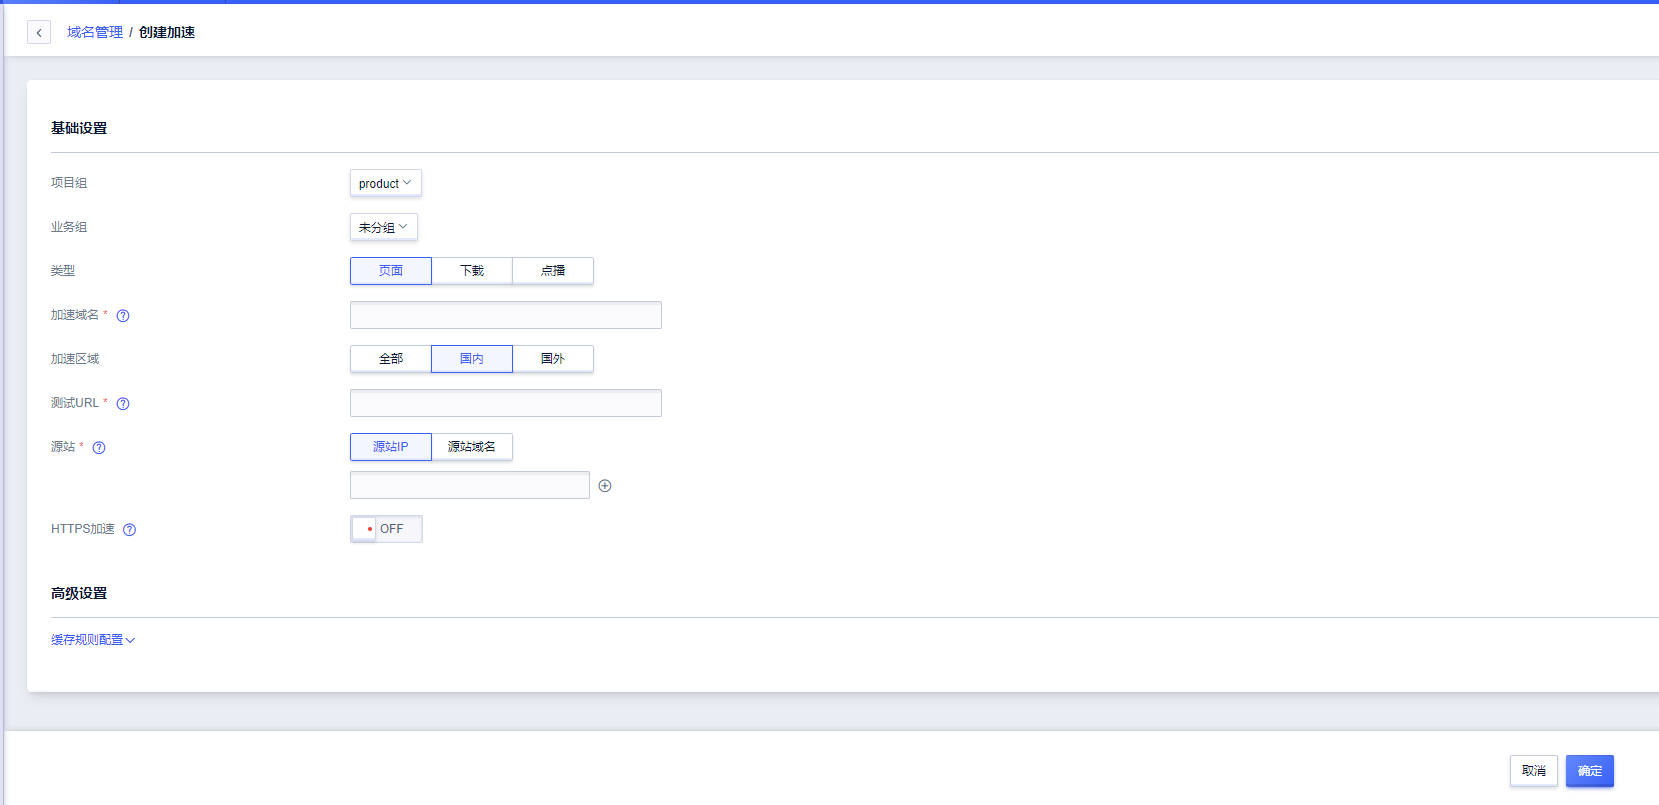 域名管理 / 创建加速
基础设置
项目组 product
业务组 未分组
类型 页面 下载 点播
加速域名 *
加速区域 全部 国内 国外
测试URL *
源站 * 源站IP 源站域名
HTTPS加速 OFF
高级设置
缓存规则配置
取消 确定